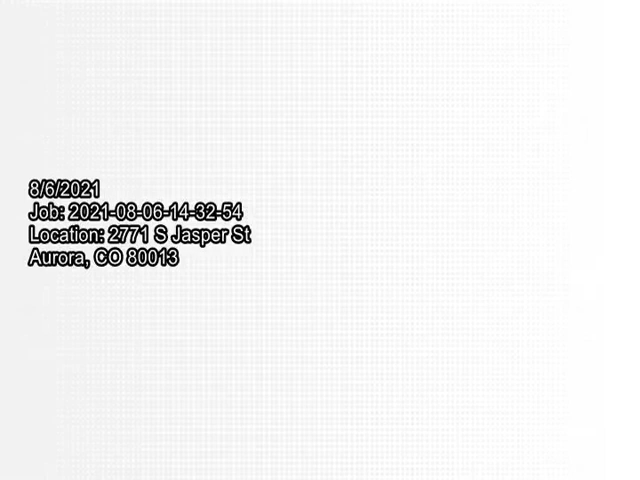 8/6/2021
Job: 2021-08-06-14-32-54
Location: 2771 S Jasper St
Aurora, CO 80013